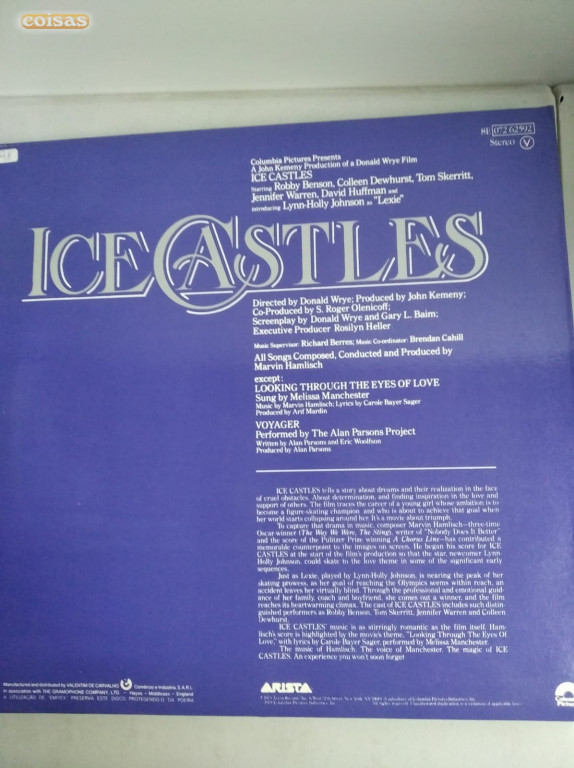 coisas
8E 072 62592
Stereo V
Columbia Pictures Presents
A John Kemeny Production of a Donald Wrye Film
ICE CASTLES
Starring Robby Benson, Colleen Dewhurst, Tom Skerritt,
Jennifer Warren, David Huffman and
introducing Lynn-Holly Johnson as "Lexie"
ICE CASTLES
Directed by Donald Wrye; Produced by John Kemeny;
Co-Produced by S. Roger Olenicoff;
Screenplay by Donald Wrye and Gary L. Baim;
Executive Producer Rosilyn Heller
Music Supervisor: Richard Berres; Music Co-ordinator: Brendan Cahill
All Songs Composed, Conducted and Produced by
Marvin Hamlisch
except:
LOOKING THROUGH THE EYES OF LOVE
Sung by Melissa Manchester
Music by Marvin Hamlisch; Lyrics by Carole Bayer Sager
Produced by Arif Mardin
VOYAGER
Performed by The Alan Parsons Project
Written by Alan Parsons and Eric Woolfson
Produced by Alan Parsons
ICE CASTLES tells a story about dreams and their realization in the face
of cruel obstacles. About determination, and finding inspiration in the love and
support of others. The film traces the career of a young girl whose ambition is to
become a figure-skating champion and who is about to achieve that goal when
her world starts collapsing around her. It's a movie about triumph.
To capture that drama in music, composer Marvin Hamlisch—three-time
Oscar winner (The Way We Were, The Sting), writer of "Nobody Does It Better"
and the score of the Pulitzer Prize winning A Chorus Line—has contributed a
memorable counterpoint to the images on screen. He began his score for ICE
CASTLES at the start of the film's production so that the star, newcomer Lynn-
Holly Johnson, could skate to the love theme in some of the significant early
sequences.
Just as Lexie, played by Lynn-Holly Johnson, is nearing the peak of her
skating prowess, as her goal of reaching the Olympics seems within reach, an
accident leaves her virtually blind. Through the professional and emotional guid-
ance of her family, coach and boyfriend, she comes out a winner, and the film
reaches its heartwarming climax. The cast of ICE CASTLES includes such distin-
guished performers as Robby Benson, Tom Skerritt, Jennifer Warren and Colleen
Dewhurst.
ICE CASTLES' music is as stirringly romantic as the film itself. Ham-
lisch's score is highlighted by the movie's theme, "Looking Through The Eyes Of
Love," with lyrics by Carole Bayer Sager, performed by Melissa Manchester.
The music of Hamlisch. The voice of Manchester. The magic of ICE
CASTLES. An experience you won't soon forget
Manufactured and distributed by VALENTIM DE CARVALHO Comércio e Indústria, S.A.R.L.
in association with THE GRAMOPHONE COMPANY, LTD. — Hayes - Middlesex - England
A UTILIZAÇÃO DE "EMITEX" PRESERVA ESTE DISCO PROTEGENDO-O DA POEIRA
ARISTA